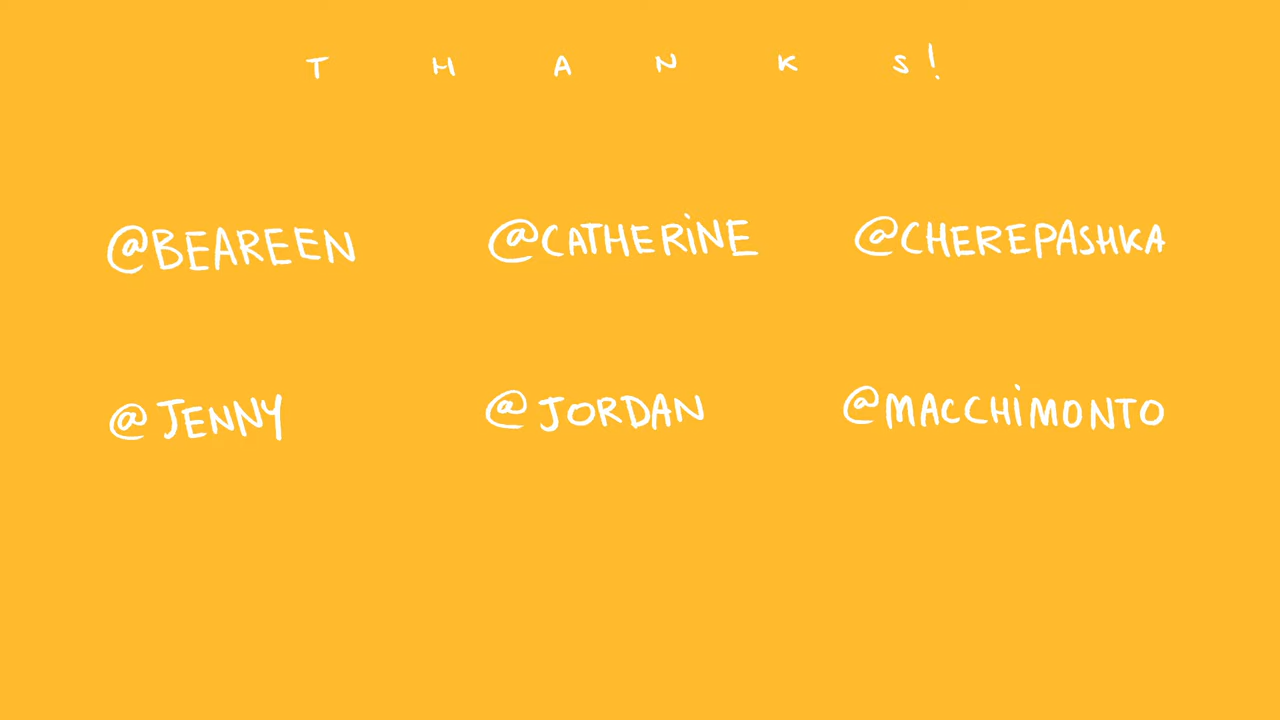 T H A N K S!
@BEAREEN @CATHERiNE @CHEREPASHKA
@JENNY @JORDAN @MACCHiMONTO